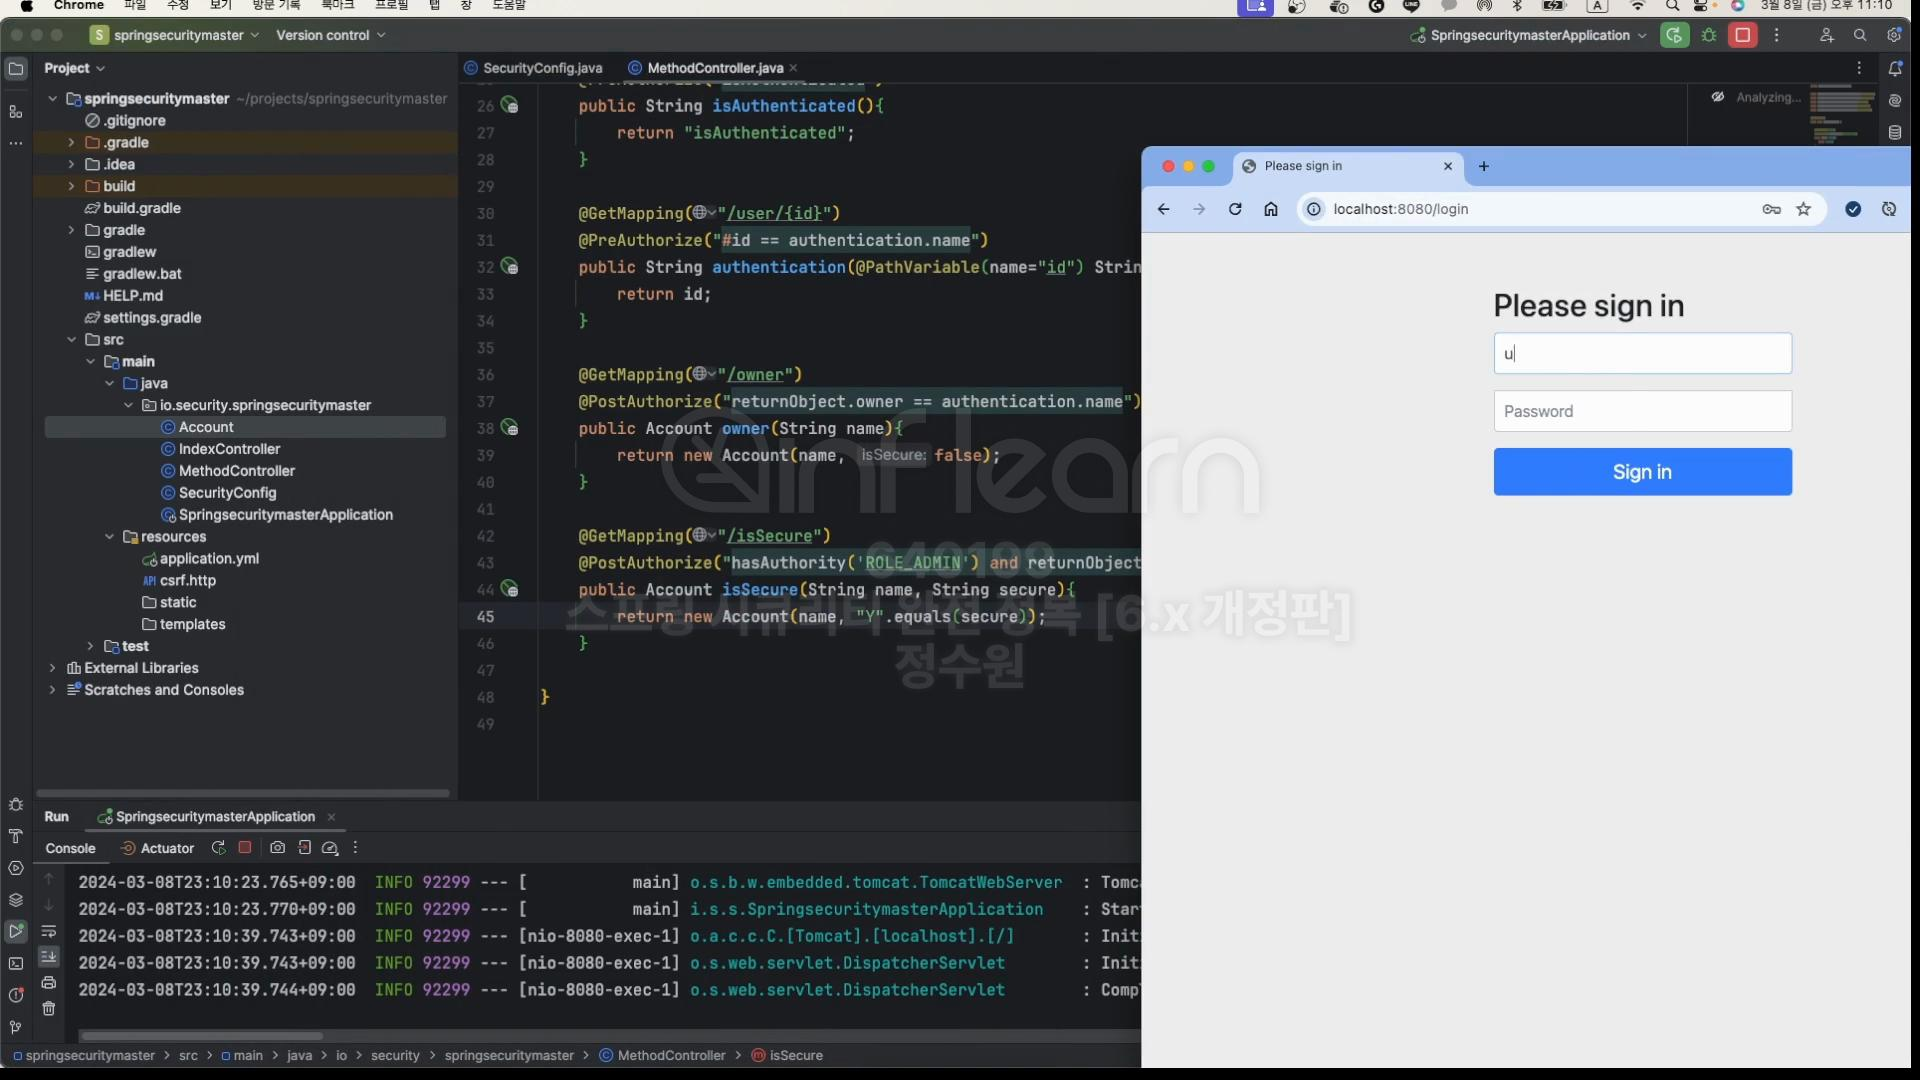 Chrome 파일 수정 보기 방문 기록 북마크 프로필 탭 창 도움말 3월 8일 (금) 오후 11:10
S springsecuritymaster Version control SpringsecuritymasterApplication
Project
springsecuritymaster ~/projects/springsecuritymaster
.gitignore
.gradle
.idea
build
build.gradle
gradle
gradlew
gradlew.bat
HELP.md
settings.gradle
src
main
java
io.security.springsecuritymaster
Account
IndexController
MethodController
SecurityConfig
SpringsecuritymasterApplication
resources
application.yml
csrf.http
static
templates
test
External Libraries
Scratches and Consoles
SecurityConfig.java MethodController.java
Analyzing...
26 public String isAuthenticated(){
27 return "isAuthenticated";
28 }
29
30 @GetMapping("/user/{id}")
31 @PreAuthorize("#id == authentication.name")
32 public String authentication(@PathVariable(name="id") Strin
33 return id;
34 }
35
36 @GetMapping("/owner")
37 @PostAuthorize("returnObject.owner == authentication.name")
38 public Account owner(String name){
39 return new Account(name, isSecure: false);
40 }
41
42 @GetMapping("/isSecure")
43 @PostAuthorize("hasAuthority('ROLE_ADMIN') and returnObject
44 public Account isSecure(String name, String secure){
45 return new Account(name, "Y".equals(secure));
46 }
47
48 }
49
inflearn
640199
스프링 시큐리티 완전 정복 [6.x 개정판]
정수원
Please sign in
localhost:8080/login
Please sign in
u
Password
Sign in
Run SpringsecuritymasterApplication
Console Actuator
2024-03-08T23:10:23.765+09:00 INFO 92299 --- [ main] o.s.b.w.embedded.tomcat.TomcatWebServer : Tomc
2024-03-08T23:10:23.770+09:00 INFO 92299 --- [ main] i.s.s.SpringsecuritymasterApplication : Star
2024-03-08T23:10:39.743+09:00 INFO 92299 --- [nio-8080-exec-1] o.a.c.c.C.[Tomcat].[localhost].[/] : Init
2024-03-08T23:10:39.743+09:00 INFO 92299 --- [nio-8080-exec-1] o.s.web.servlet.DispatcherServlet : Init
2024-03-08T23:10:39.744+09:00 INFO 92299 --- [nio-8080-exec-1] o.s.web.servlet.DispatcherServlet : Comp
springsecuritymaster > src > main > java > io > security > springsecuritymaster > MethodController > isSecure